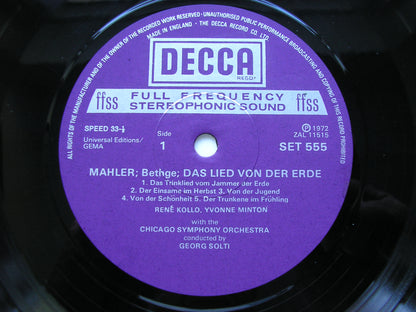 ALL RIGHTS OF THE MANUFACTURER AND OF THE OWNER OF THE RECORDED WORK RESERVED · UNAUTHORISED PUBLIC PERFORMANCE BROADCASTING AND COPYING OF THIS RECORD PROHIBITED
MADE IN ENGLAND · THE DECCA RECORD CO. LTD.
DECCA
REGD.
ffss FULL FREQUENCY ffss
STEREOPHONIC SOUND
SPEED 33⅓
Side
Ⓟ 1972
Universal Editions/
GEMA
1
ZAL 11515
SET 555
MAHLER; Bethge; DAS LIED VON DER ERDE
1. Das Trinklied vom Jammer der Erde
2. Der Einsame im Herbst 3. Von der Jugend
4. Von der Schönheit 5. Der Trunkene im Frühling
RENÉ KOLLO, YVONNE MINTON
with the
CHICAGO SYMPHONY ORCHESTRA
conducted by
GEORG SOLTI